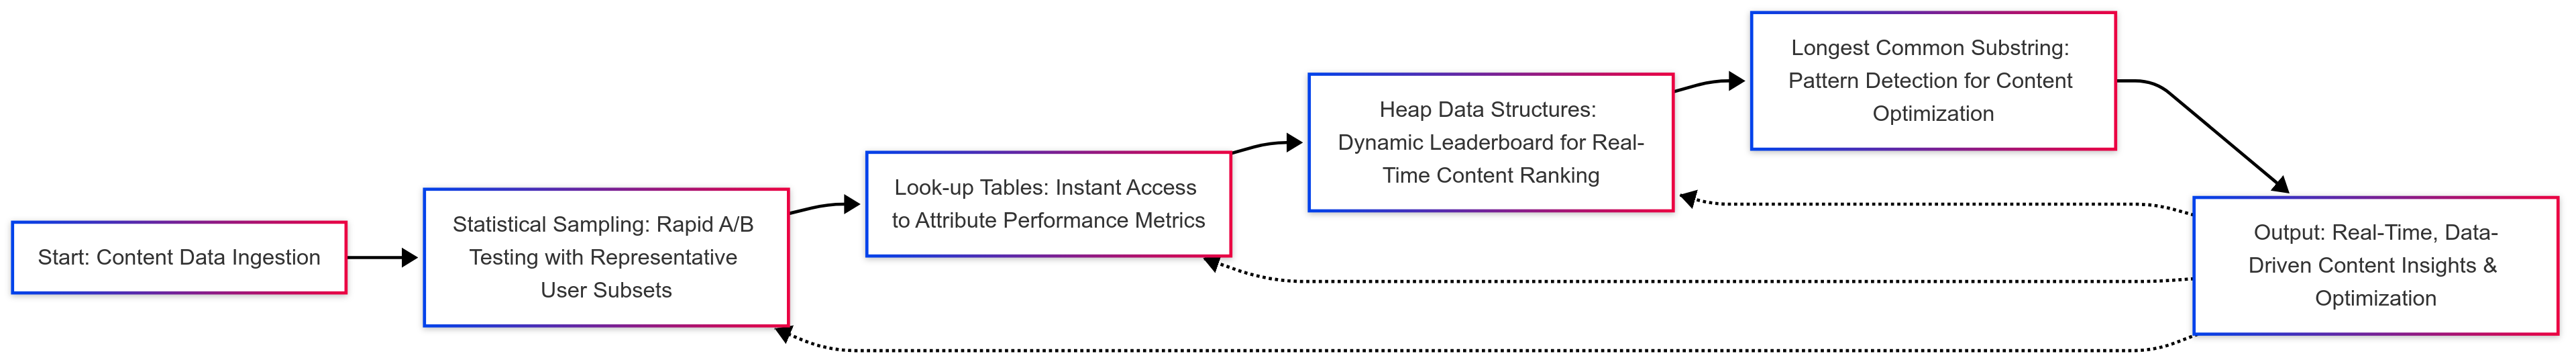 Start: Content Data Ingestion
Statistical Sampling: Rapid A/B
Testing with Representative
User Subsets
Look-up Tables: Instant Access
to Attribute Performance Metrics
Heap Data Structures:
Dynamic Leaderboard for Real-
Time Content Ranking
Longest Common Substring:
Pattern Detection for Content
Optimization
Output: Real-Time, Data-
Driven Content Insights &
Optimization